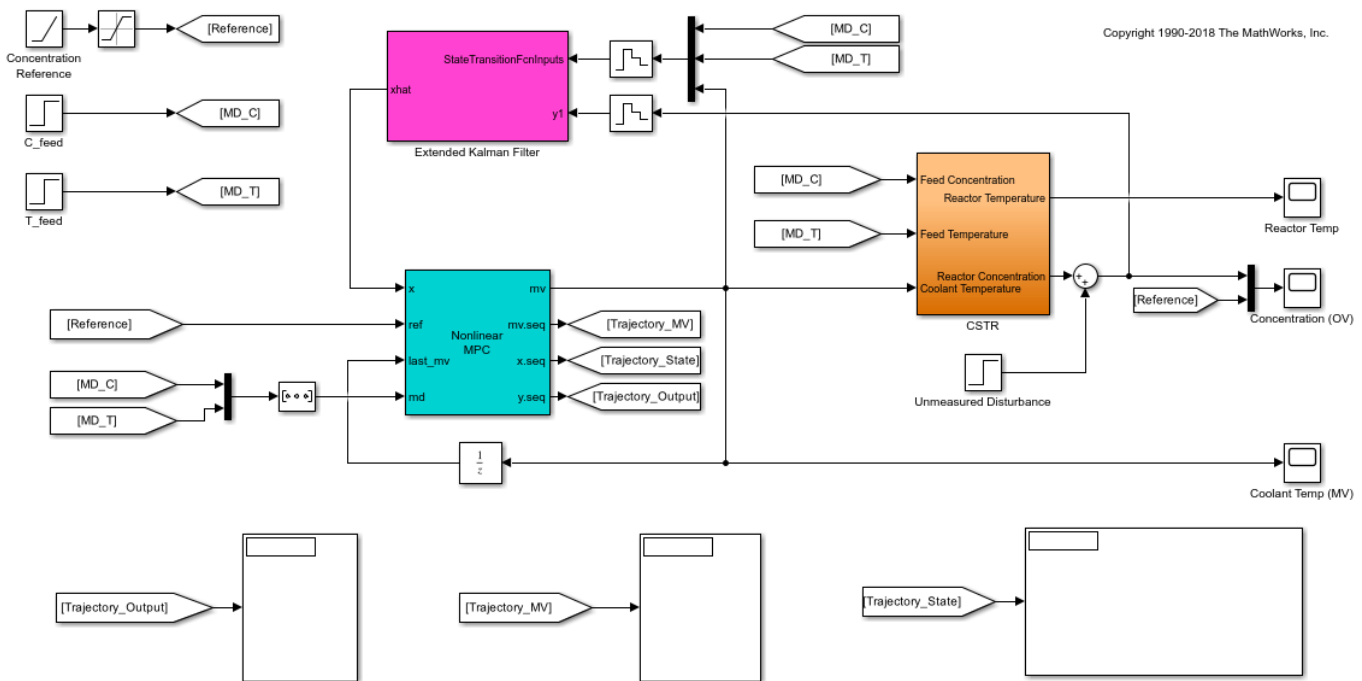 Concentration
Reference
[Reference]
C_feed
[MD_C]
T_feed
[MD_T]
StateTransitionFcnInputs
xhat
y1
Extended Kalman Filter
[MD_C]
[MD_T]
Copyright 1990-2018 The MathWorks, Inc.
[MD_C]
[MD_T]
Feed Concentration
Reactor Temperature
Feed Temperature
Reactor Concentration
Coolant Temperature
CSTR
+
+
Reactor Temp
[Reference]
Concentration (OV)
Unmeasured Disturbance
[Reference]
[MD_C]
[MD_T]
x
ref
last_mv
md
Nonlinear
MPC
mv
mv.seq
x.seq
y.seq
[Trajectory_MV]
[Trajectory_State]
[Trajectory_Output]
1
z
Coolant Temp (MV)
[Trajectory_Output]
[Trajectory_MV]
[Trajectory_State]